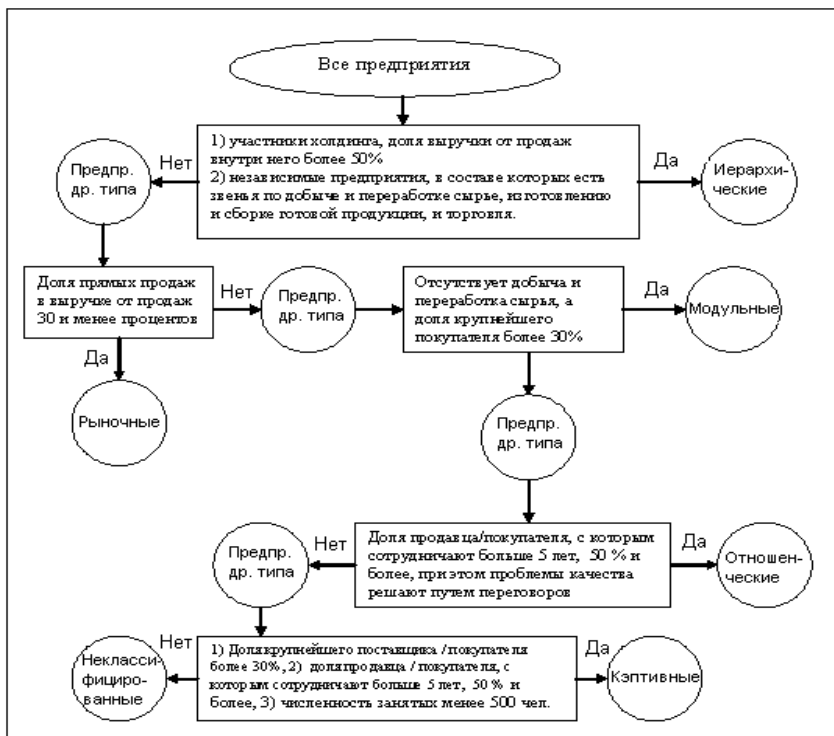 Все предприятия
1) участники холдинга, доля выручки от продаж
внутри него более 50%
2) независимые предприятия, в составе которых есть
звенья по добыче и переработке сырье, изготовлению
и сборке готовой продукции, и торговля.
Нет
Да
Предпр.
др. типа
Иерархи-
ческие
Доля прямых продаж
в выручке от продаж
30 и менее процентов
Нет
Предпр.
др. типа
Отсутствует добыча и
переработка сырья, а
доля крупнейшего
покупателя более 30%
Да
Модульные
Да
Рыночные
Предпр.
др. типа
Предпр.
др. типа
Нет
Доля продавца/покупателя, с которым
сотрудничают больше 5 лет, 50 % и
более, при этом проблемы качества
решают путем переговоров
Да
Отношен-
ческие
Нет
Неклассифи-
фициро-
ванные
1) Доля крупнейшего поставщика / покупателя
более 30%, 2) доля продавца / покупателя, с
которым сотрудничают больше 5 лет, 50 % и
более, 3) численность занятых менее 500 чел.
Да
Кэптивные